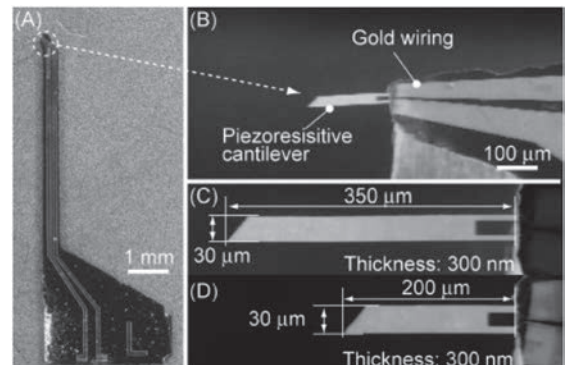 (A)
1 mm
(B)
Gold wiring
Piezoresisitive
cantilever
100 μm
(C)
350 μm
30 μm
Thickness: 300 nm
(D)
200 μm
30 μm
Thickness: 300 nm